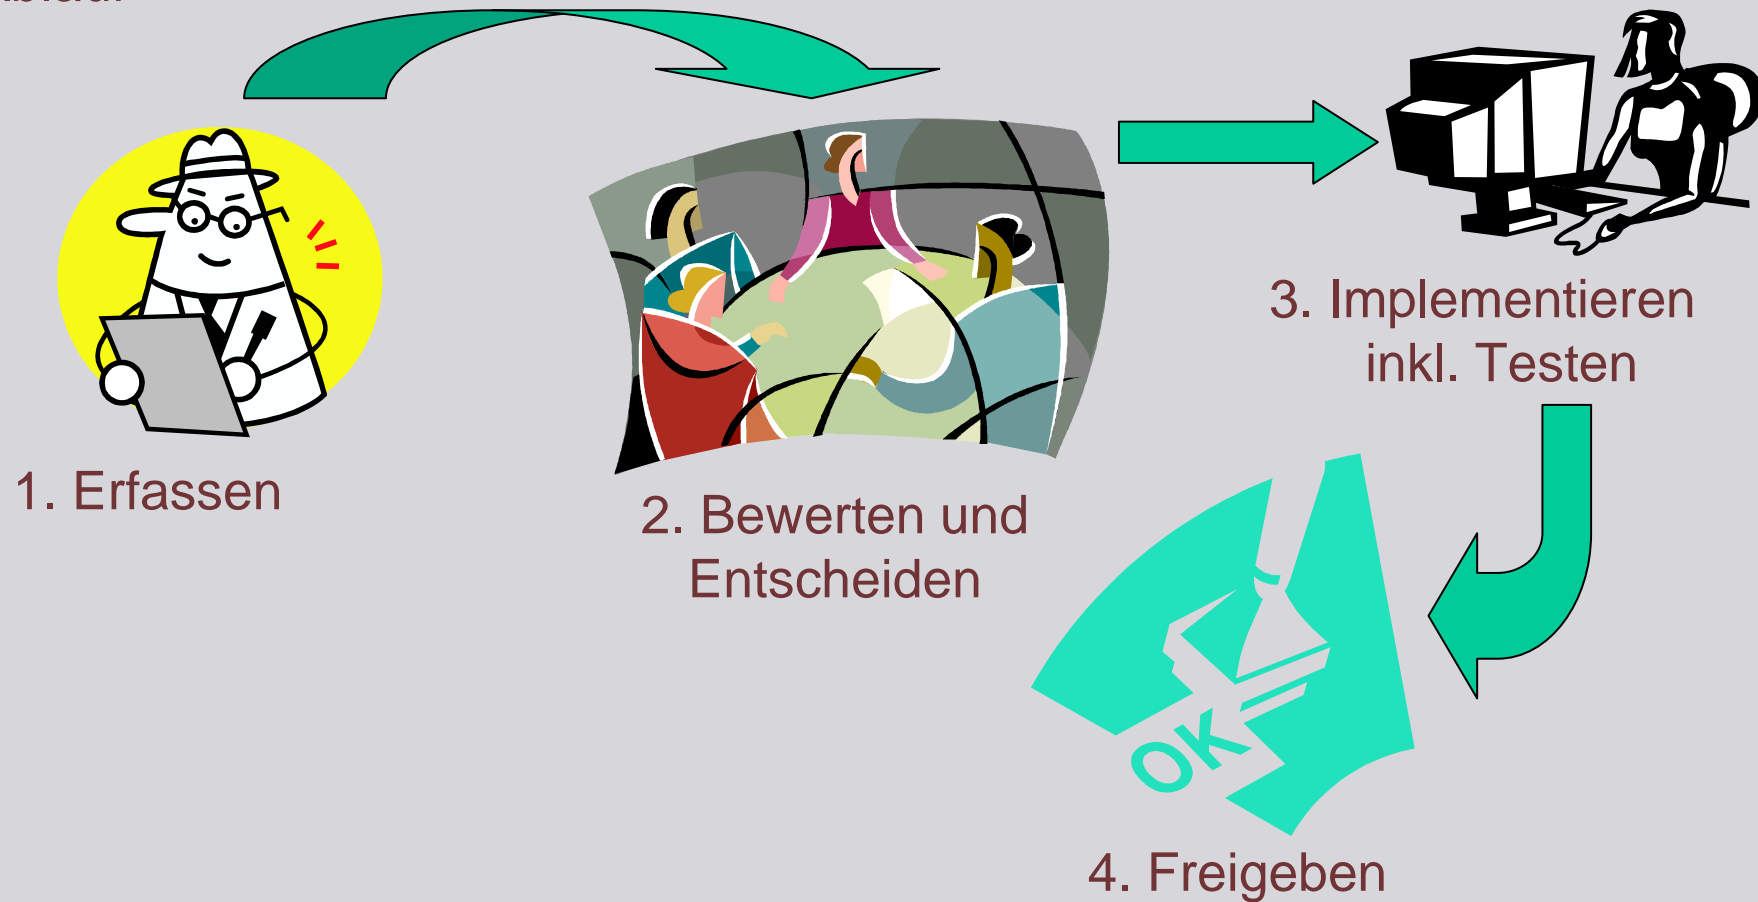 1. Erfassen
2. Bewerten und
Entscheiden
3. Implementieren
inkl. Testen
OK
4. Freigeben